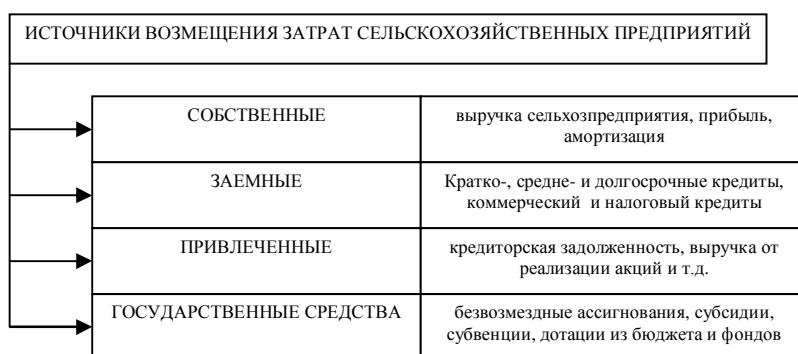 ИСТОЧНИКИ ВОЗМЕЩЕНИЯ ЗАТРАТ СЕЛЬСКОХОЗЯЙСТВЕННЫХ ПРЕДПРИЯТИЙ
СОБСТВЕННЫЕ
выручка сельхозпредприятия, прибыль,
амортизация
ЗАЕМНЫЕ
Кратко-, средне- и долгосрочные кредиты,
коммерческий и налоговый кредиты
ПРИВЛЕЧЕННЫЕ
кредиторская задолженность, выручка от
реализации акций и т.д.
ГОСУДАРСТВЕННЫЕ СРЕДСТВА
безвозмездные ассигнования, субсидии,
субвенции, дотации из бюджета и фондов